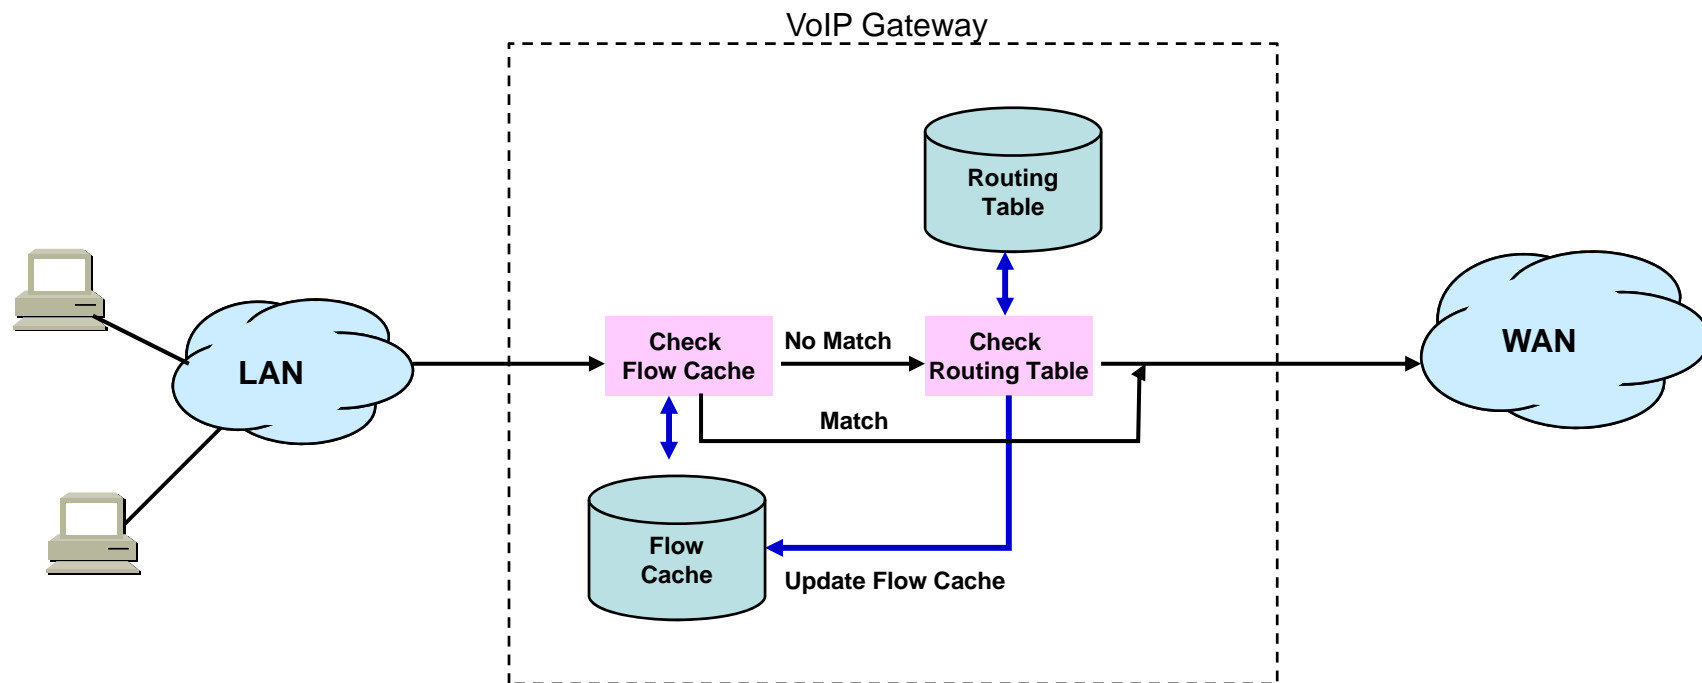 VoIP Gateway
Routing
Table
Check
Flow Cache
No Match
Check
Routing Table
LAN
WAN
Match
Flow
Cache
Update Flow Cache